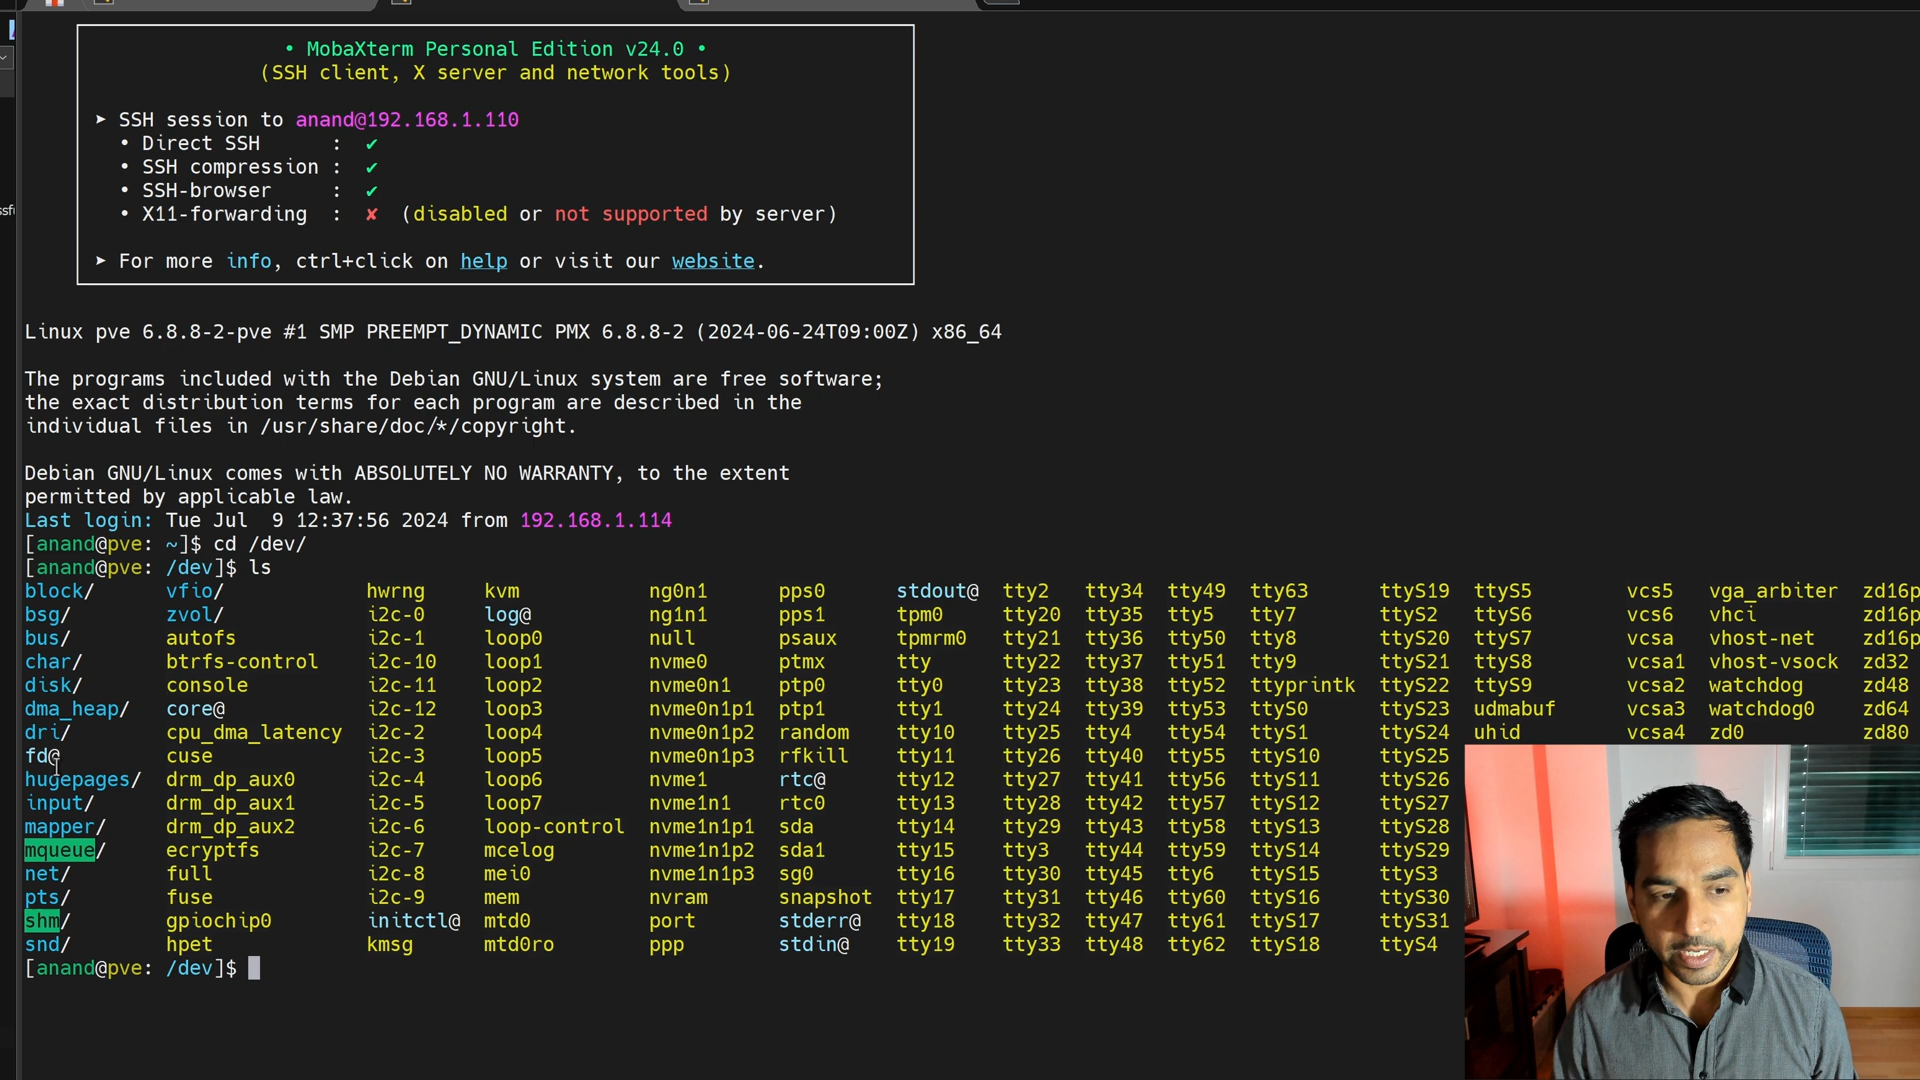 • MobaXterm Personal Edition v24.0 •
(SSH client, X server and network tools)
➤ SSH session to anand@192.168.1.110
• Direct SSH : ✔
• SSH compression : ✔
• SSH-browser : ✔
• X11-forwarding : ✘ (disabled or not supported by server)
➤ For more info, ctrl+click on help or visit our website.
Linux pve 6.8.8-2-pve #1 SMP PREEMPT_DYNAMIC PMX 6.8.8-2 (2024-06-24T09:00Z) x86_64
The programs included with the Debian GNU/Linux system are free software;
the exact distribution terms for each program are described in the
individual files in /usr/share/doc/*/copyright.
Debian GNU/Linux comes with ABSOLUTELY NO WARRANTY, to the extent
permitted by applicable law.
Last login: Tue Jul 9 12:37:56 2024 from 192.168.1.114
[anand@pve: ~]$ cd /dev/
[anand@pve: /dev]$ ls
block/ vfio/ hwrng kvm ng0n1 pps0 stdout@ tty2 tty34 tty49 tty63 ttyS19 ttyS5 vcs5 vga_arbiter zd16p
bsg/ zvol/ i2c-0 log@ ng1n1 pps1 tpm0 tty20 tty35 tty5 tty7 ttyS2 ttyS6 vcs6 vhci zd16p
bus/ autofs i2c-1 loop0 null psaux tpmrm0 tty21 tty36 tty50 tty8 ttyS20 ttyS7 vcsa vhost-net zd16p
char/ btrfs-control i2c-10 loop1 nvme0 ptmx tty tty22 tty37 tty51 tty9 ttyS21 ttyS8 vcsa1 vhost-vsock zd32
disk/ console i2c-11 loop2 nvme0n1 ptp0 tty0 tty23 tty38 tty52 ttyprintk ttyS22 ttyS9 vcsa2 watchdog zd48
dma_heap/ core@ i2c-12 loop3 nvme0n1p1 ptp1 tty1 tty24 tty39 tty53 ttyS0 ttyS23 udmabuf vcsa3 watchdog0 zd64
dri/ cpu_dma_latency i2c-2 loop4 nvme0n1p2 random tty10 tty25 tty4 tty54 ttyS1 ttyS24 uhid vcsa4 zd0 zd80
fd@ cuse i2c-3 loop5 nvme0n1p3 rfkill tty11 tty26 tty40 tty55 ttyS10 ttyS25
hugepages/ drm_dp_aux0 i2c-4 loop6 nvme1 rtc@ tty12 tty27 tty41 tty56 ttyS11 ttyS26
input/ drm_dp_aux1 i2c-5 loop7 nvme1n1 rtc0 tty13 tty28 tty42 tty57 ttyS12 ttyS27
mapper/ drm_dp_aux2 i2c-6 loop-control nvme1n1p1 sda tty14 tty29 tty43 tty58 ttyS13 ttyS28
mqueue/ ecryptfs i2c-7 mcelog nvme1n1p2 sda1 tty15 tty3 tty44 tty59 ttyS14 ttyS29
net/ full i2c-8 mei0 nvme1n1p3 sg0 tty16 tty30 tty45 tty6 ttyS15 ttyS3
pts/ fuse i2c-9 mem nvram snapshot tty17 tty31 tty46 tty60 ttyS16 ttyS30
shm/ gpiochip0 initctl@ mtd0 port stderr@ tty18 tty32 tty47 tty61 ttyS17 ttyS31
snd/ hpet kmsg mtd0ro ppp stdin@ tty19 tty33 tty48 tty62 ttyS18 ttyS4
[anand@pve: /dev]$